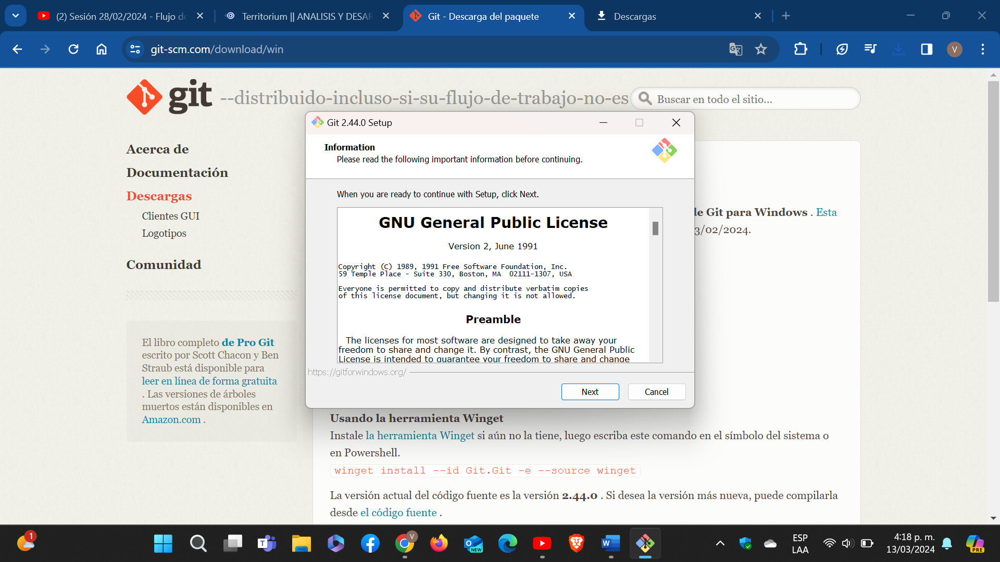 (2) Sesión 28/02/2024 - Flujo de
Territorium || ANALISIS Y DESAR
Git - Descarga del paquete
Descargas
git-scm.com/download/win
V
git
--distribuido-incluso-si-su-flujo-de-trabajo-no-es
Buscar en todo el sitio...
Git 2.44.0 Setup
Information
Please read the following important information before continuing.
When you are ready to continue with Setup, click Next.
GNU General Public License
Version 2, June 1991
Copyright (C) 1989, 1991 Free Software Foundation, Inc.
59 Temple Place - Suite 330, Boston, MA  02111-1307, USA
Everyone is permitted to copy and distribute verbatim copies
of this license document, but changing it is not allowed.
Preamble
The licenses for most software are designed to take away your
freedom to share and change it. By contrast, the GNU General Public
License is intended to guarantee your freedom to share and change
https://gitforwindows.org/
Next
Cancel
Acerca de
Documentación
Descargas
Clientes GUI
Logotipos
Comunidad
El libro completo de Pro Git
escrito por Scott Chacon y Ben
Straub está disponible para
leer en línea de forma gratuita
. Las versiones de árboles
muertos están disponibles en
Amazon.com .
de Git para Windows . Esta
3/02/2024.
Usando la herramienta Winget
Instale la herramienta Winget si aún no la tiene, luego escriba este comando en el símbolo del sistema o
en Powershell.
winget install --id Git.Git -e --source winget
La versión actual del código fuente es la versión 2.44.0 . Si desea la versión más nueva, puede compilarla
desde el código fuente .
1
T
V
O
NEW
W
ESP
LAA
4:18 p. m.
13/03/2024
PRE